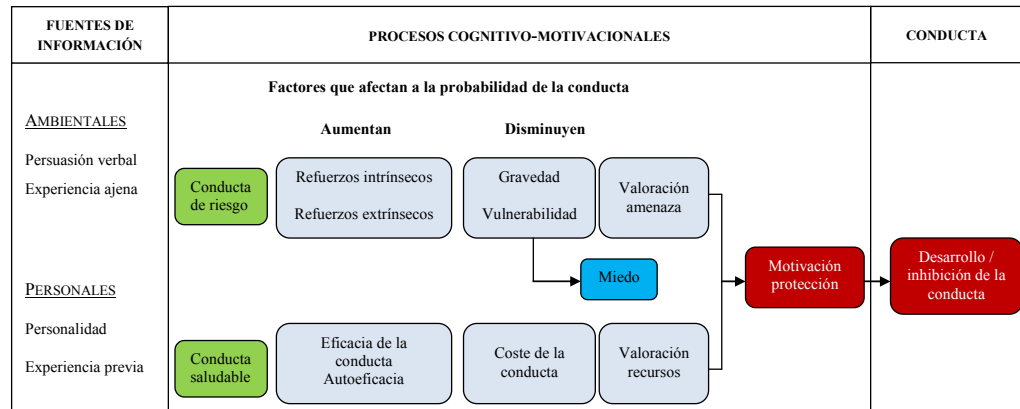 FUENTES DE
INFORMACIÓN
PROCESOS COGNITIVO-MOTIVACIONALES
CONDUCTA
Factores que afectan a la probabilidad de la conducta
AMBIENTALES
Aumentan
Disminuyen
Persuasión verbal
Experiencia ajena
Conducta
de riesgo
Refuerzos intrínsecos
Refuerzos extrínsecos
Gravedad
Vulnerabilidad
Valoración
amenaza
Miedo
Motivación
protección
Desarrollo /
inhibición de la
conducta
PERSONALES
Personalidad
Experiencia previa
Conducta
saludable
Eficacia de la
conducta
Autoeficacia
Coste de la
conducta
Valoración
recursos